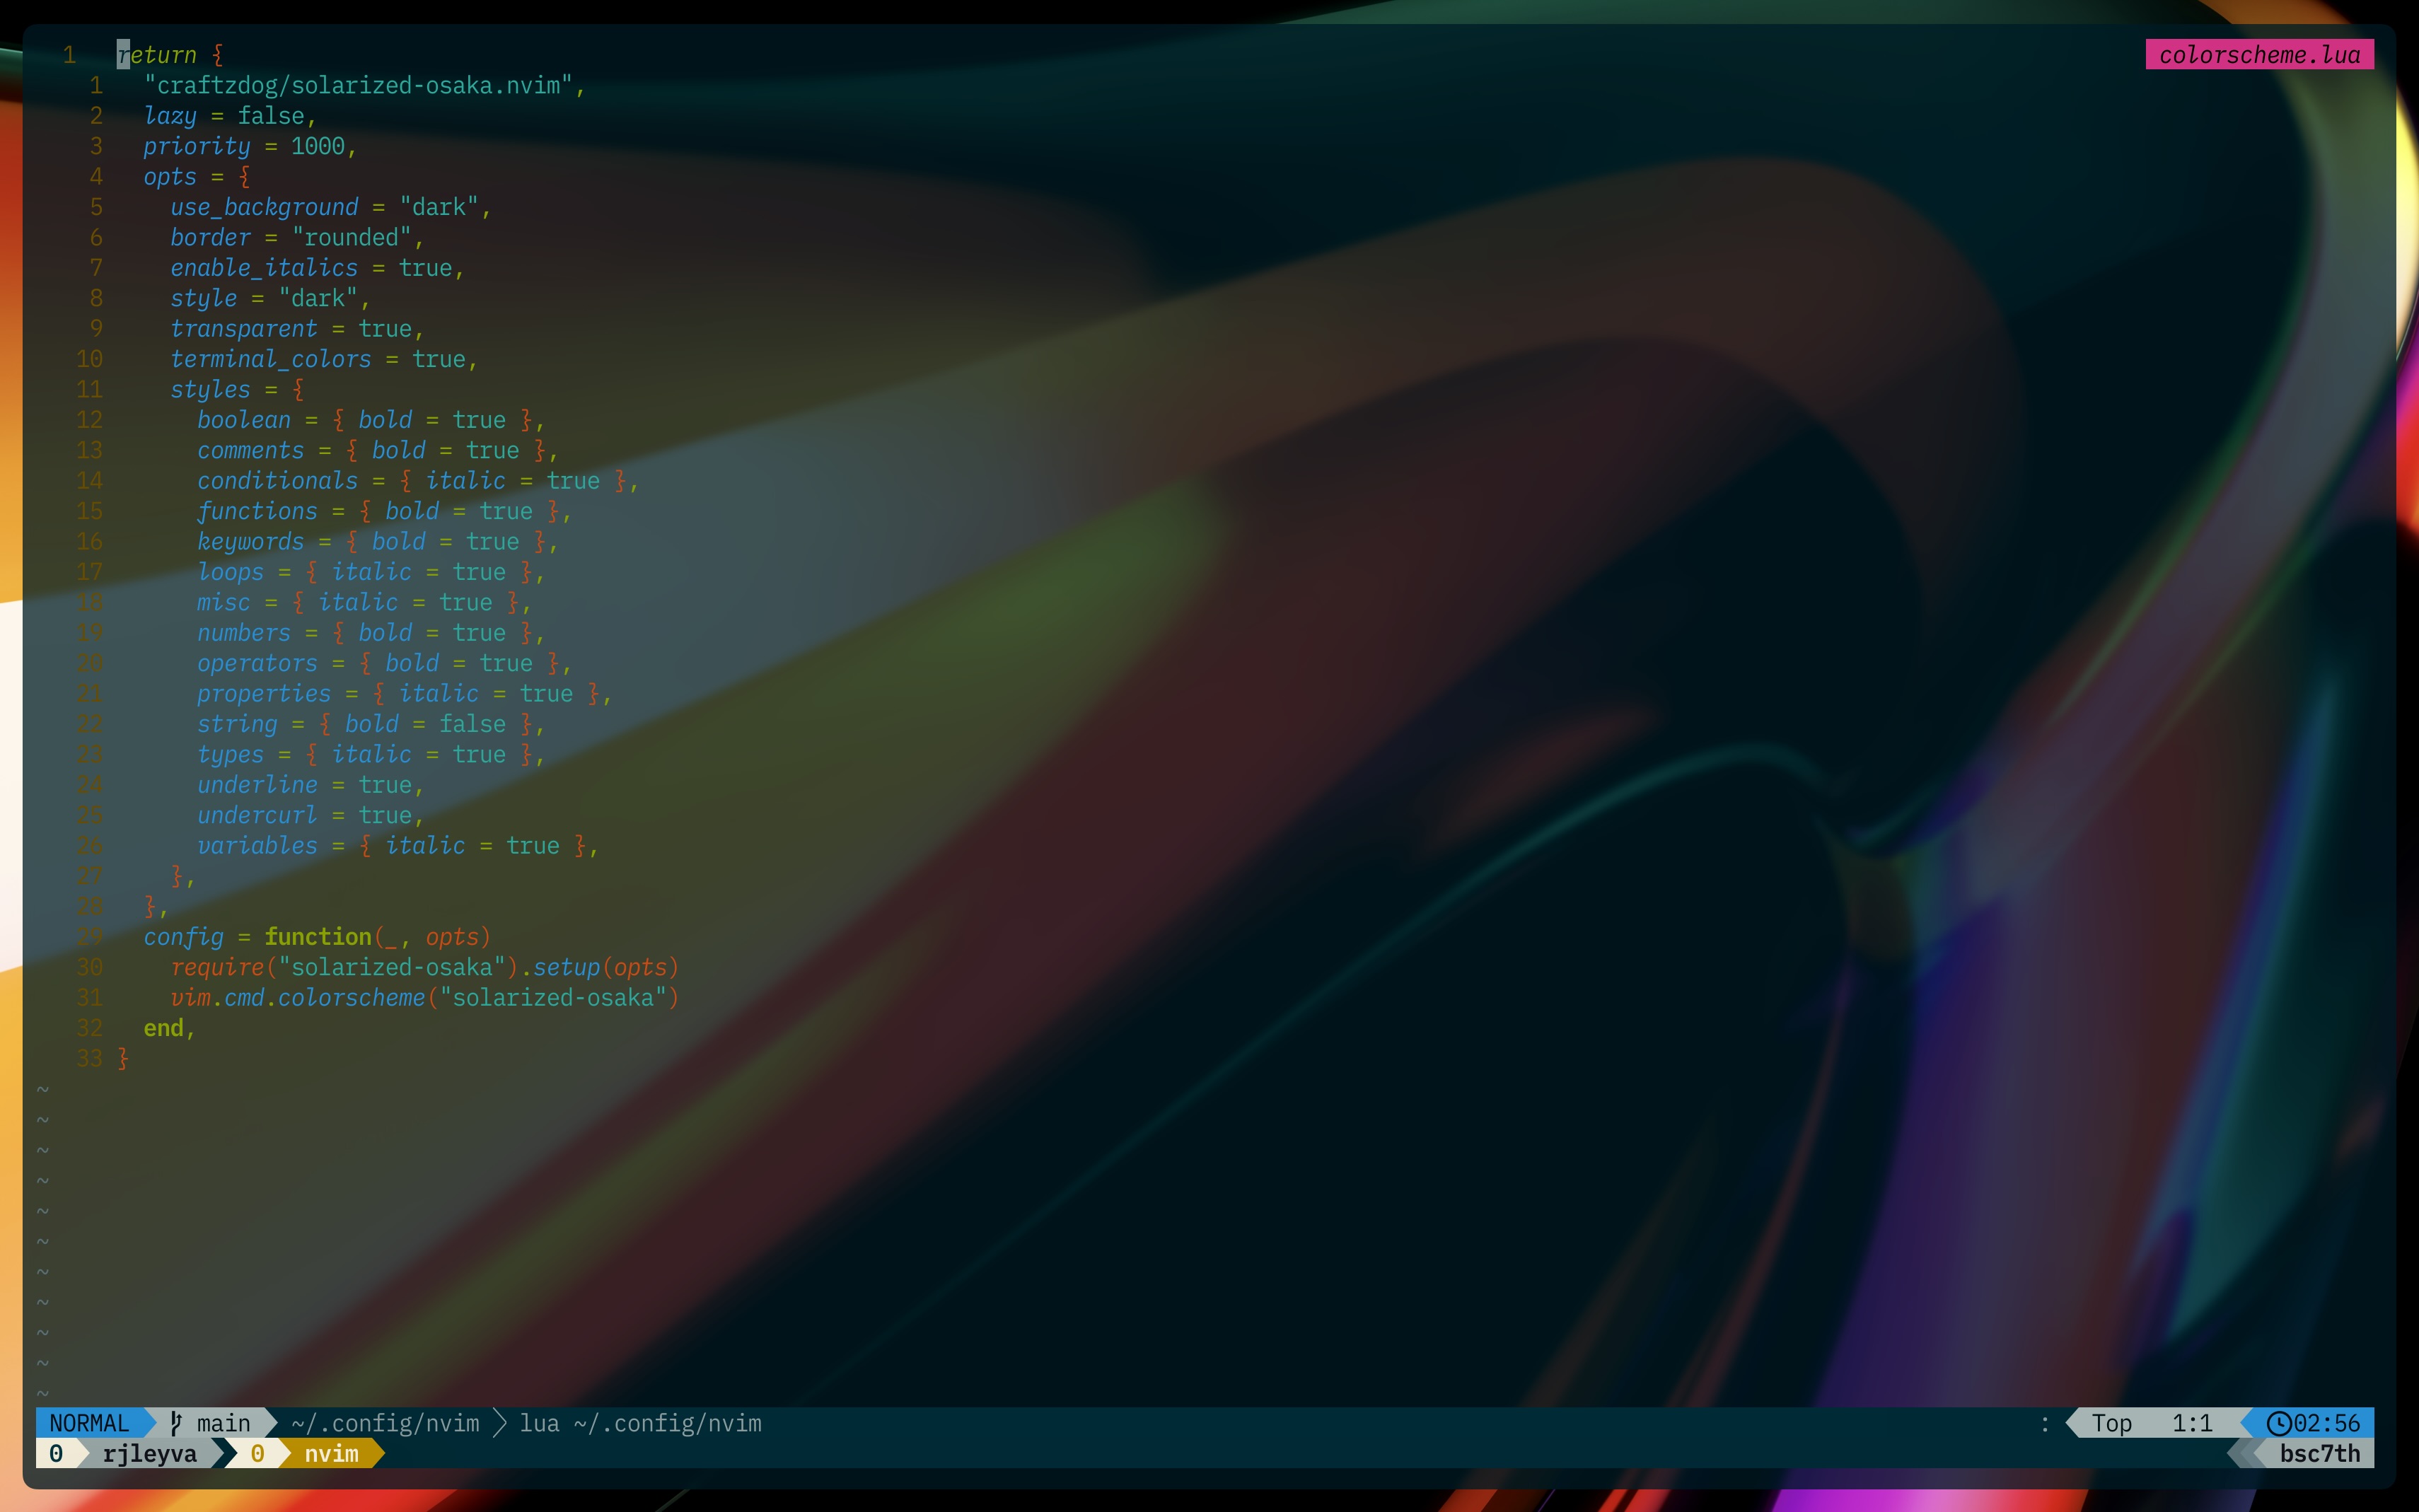 1 return { colorscheme.lua
1 "craftzdog/solarized-osaka.nvim",
2 lazy = false,
3 priority = 1000,
4 opts = {
5 use_background = "dark",
6 border = "rounded",
7 enable_italics = true,
8 style = "dark",
9 transparent = true,
10 terminal_colors = true,
11 styles = {
12 boolean = { bold = true },
13 comments = { bold = true },
14 conditionals = { italic = true },
15 functions = { bold = true },
16 keywords = { bold = true },
17 loops = { italic = true },
18 misc = { italic = true },
19 numbers = { bold = true },
20 operators = { bold = true },
21 properties = { italic = true },
22 string = { bold = false },
23 types = { italic = true },
24 underline = true,
25 undercurl = true,
26 variables = { italic = true },
27 },
28 },
29 config = function(_, opts)
30 require("solarized-osaka").setup(opts)
31 vim.cmd.colorscheme("solarized-osaka")
32 end,
33 }
~
~
~
~
~
~
~
~
~
~
~
NORMAL main ~/.config/nvim lua ~/.config/nvim : Top 1:1 02:56
0 rjleyva 0 nvim bsc7th